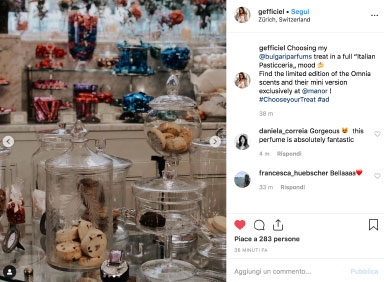 gefficiel • Segui
Zürich, Switzerland
gefficiel Choosing my
@bulgariparfums treat in a full “Italian
Pasticceria„ mood
Find the limited edition of the Omnia
scents and their mini version
exclusively at @manor !
#ChooseyourTreat #ad
38 m
daniela_correia Gorgeous 😻 this
perfume is absolutely fantastic
4 m Rispondi
francesca_huebscher Bellaaaa❤️
33 m Rispondi
Piace a 283 persone
38 MINUTI FA
Aggiungi un commento...
Pubblica